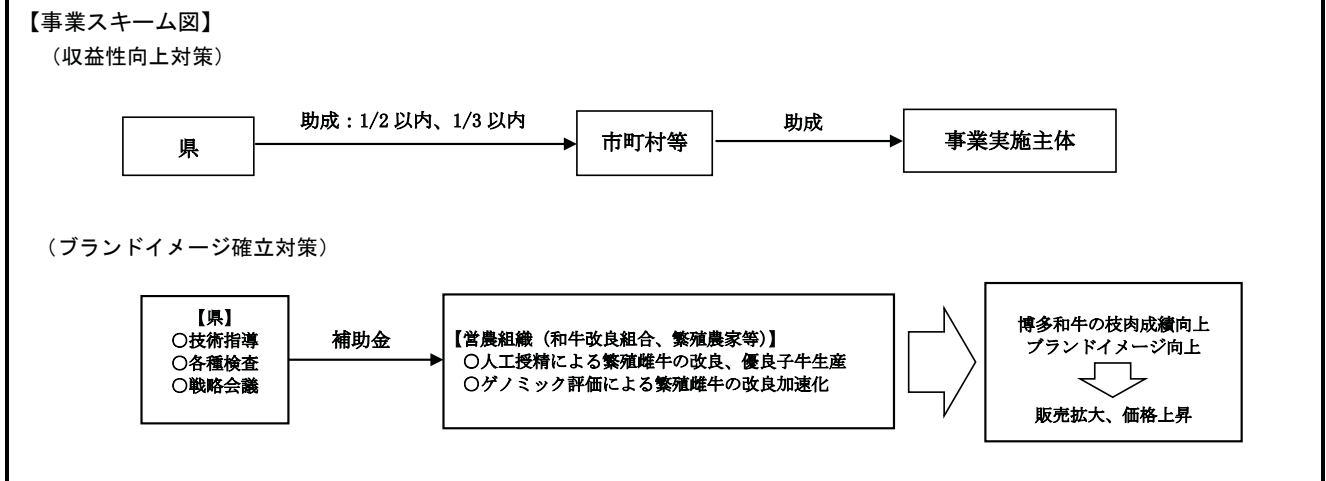 【事業スキーム図】
（収益性向上対策）
助成：1/2 以内、1/3 以内
助成
県
市町村等
事業実施主体
（ブランドイメージ確立対策）
【県】
○技術指導
○各種検査
○戦略会議
補助金
【営農組織（和牛改良組合、繁殖農家等）】
○人工授精による繁殖雌牛の改良、優良子牛生産
○ゲノミック評価による繁殖雌牛の改良加速化
博多和牛の枝肉成績向上
ブランドイメージ向上
販売拡大、価格上昇